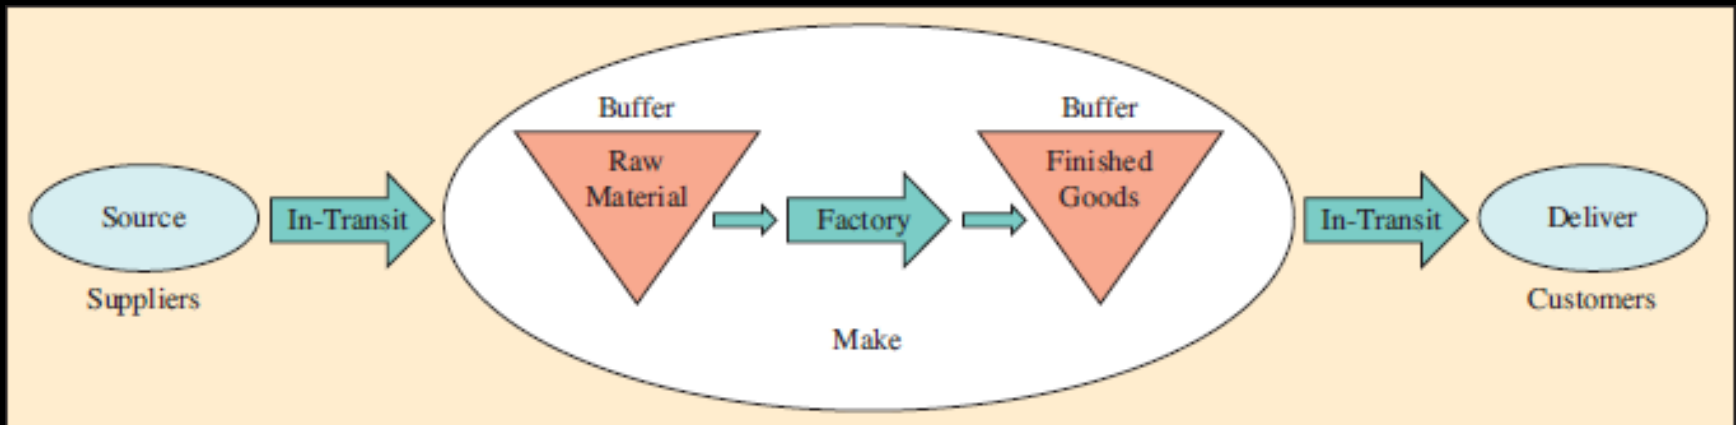 Source
Suppliers
In-Transit
Buffer
Raw
Material
Factory
Buffer
Finished
Goods
Make
In-Transit
Deliver
Customers